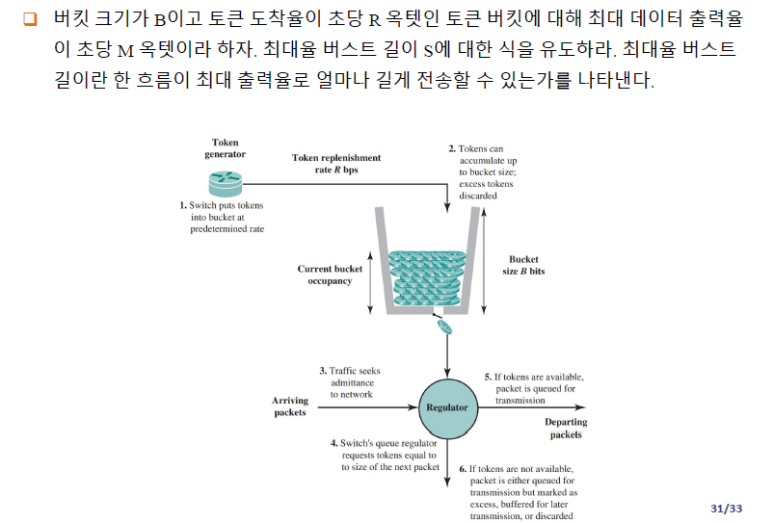 버킷 크기가 B이고 토큰 도착율이 초당 R 옥텟인 토큰 버킷에 대해 최대 데이터 출력율
이 초당 M 옥텟이라 하자. 최대율 버스트 길이 S에 대한 식을 유도하라. 최대율 버스트
길이란 한 흐름이 최대 출력율로 얼마나 길게 전송할 수 있는가를 나타낸다.
Token
generator
Token replenishment
rate R bps
2. Tokens can
accumulate up
to bucket size;
excess tokens
discarded
1. Switch puts tokens
into bucket at
predetermined rate
Current bucket
occupancy
Bucket
size B bits
3. Traffic seeks
admittance
to network
Arriving
packets
Regulator
5. If tokens are available,
packet is queued for
transmission
Departing
packets
4. Switch's queue regulator
requests tokens equal to
to size of the next packet
6. If tokens are not available,
packet is either queued for
transmission but marked as
excess, buffered for later
transmission, or discarded
31/33